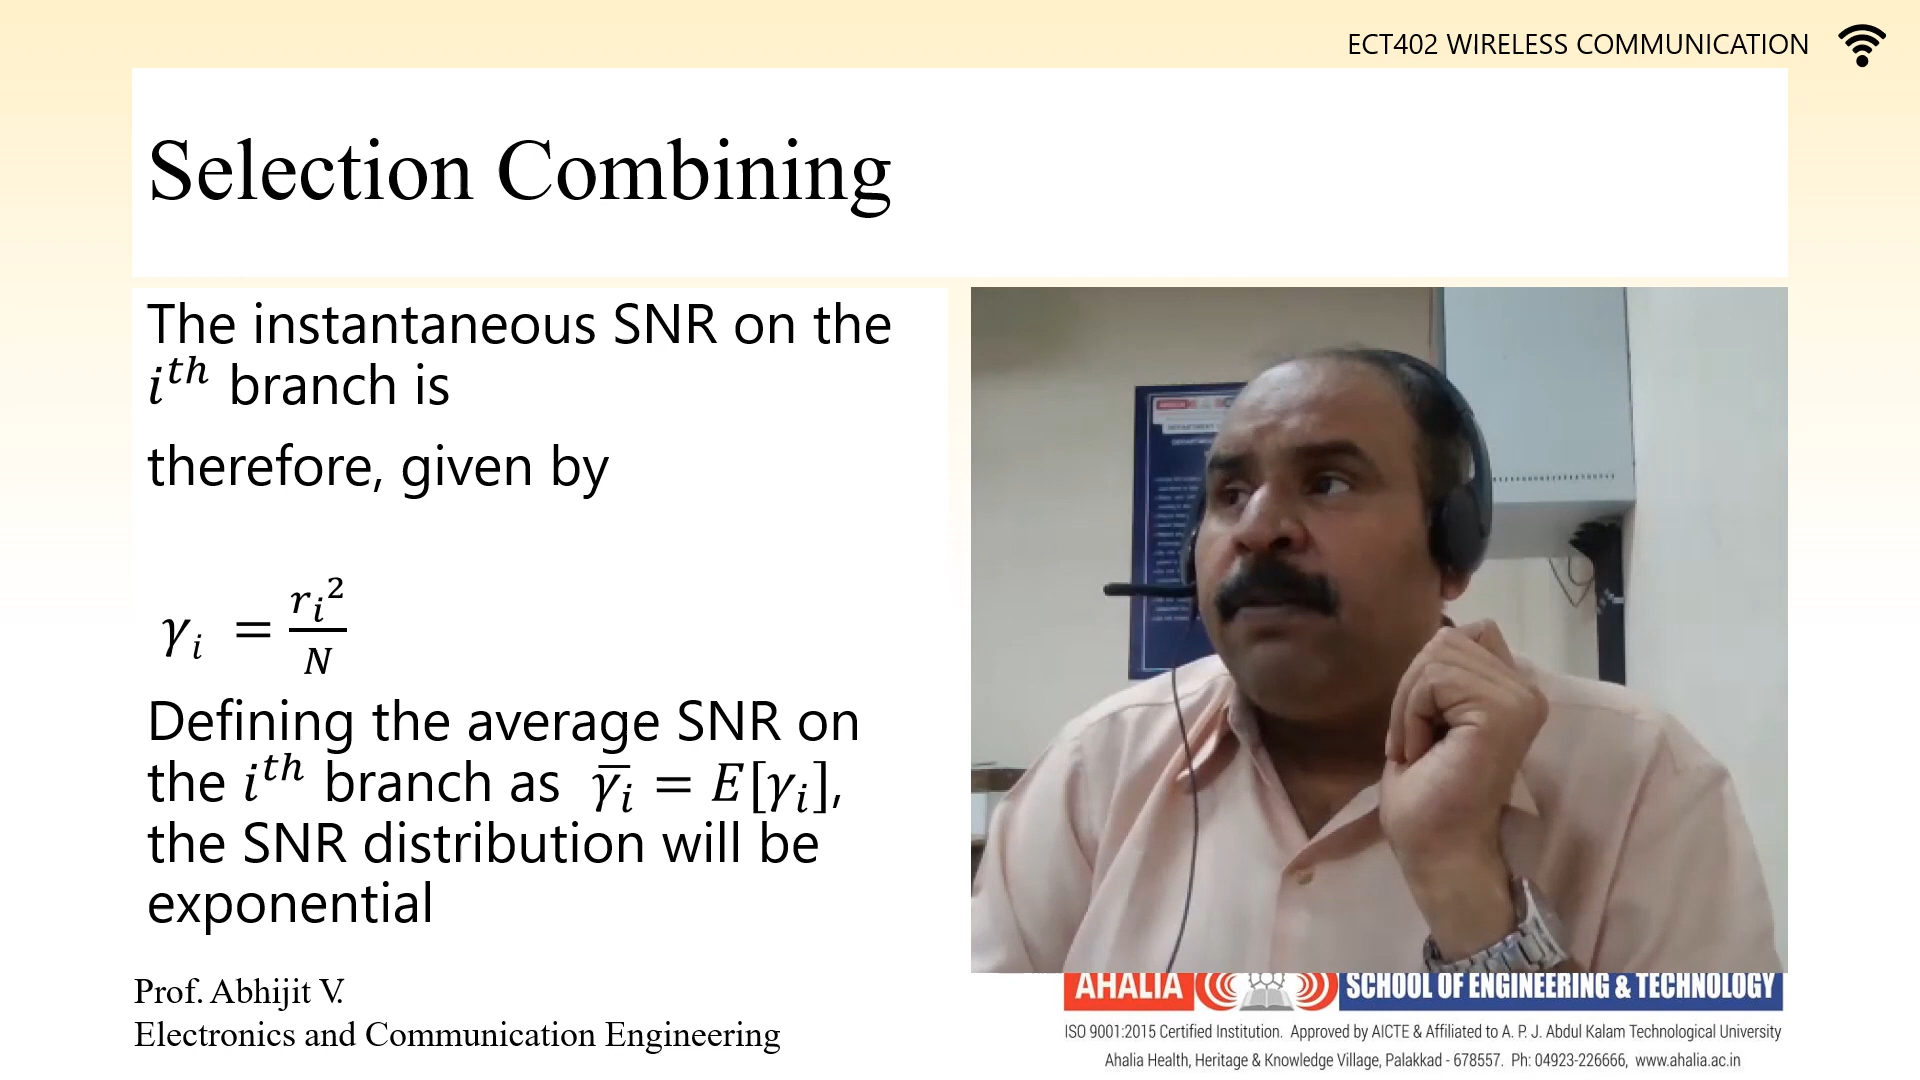 ECT402 WIRELESS COMMUNICATION
Selection Combining
The instantaneous SNR on the
i^{th} branch is
therefore, given by
γ_i = \frac{r_i^2}{N}
Defining the average SNR on
the i^{th} branch as \overline{γ_i} = E[γ_i],
the SNR distribution will be
exponential
Prof. Abhijit V.
Electronics and Communication Engineering
AHALIA SCHOOL OF ENGINEERING & TECHNOLOGY
ISO 9001:2015 Certified Institution. Approved by AICTE & Affiliated to A. P. J. Abdul Kalam Technological University
Ahalia Health, Heritage & Knowledge Village, Palakkad - 678557. Ph: 04923-226666, www.ahalia.ac.in